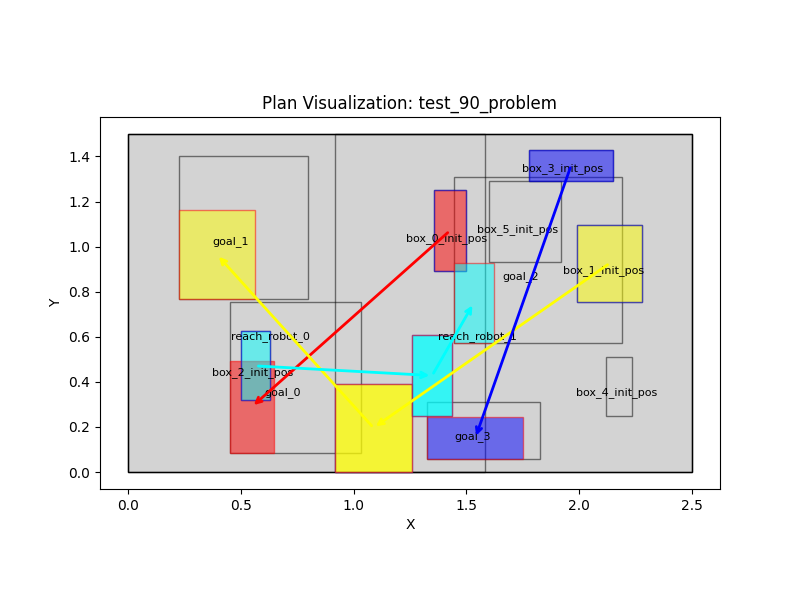 Plan Visualization: test_90_problem
box_3_init_pos
goal_1
box_0_init_pos
box_5_init_pos
goal_2
box_1_init_pos
reach_robot_0
reach_robot_1
box_2_init_pos
goal_0
box_4_init_pos
goal_3
Y
1.4
1.2
1.0
0.8
0.6
0.4
0.2
0.0
0.0 0.5 1.0 1.5 2.0 2.5
X